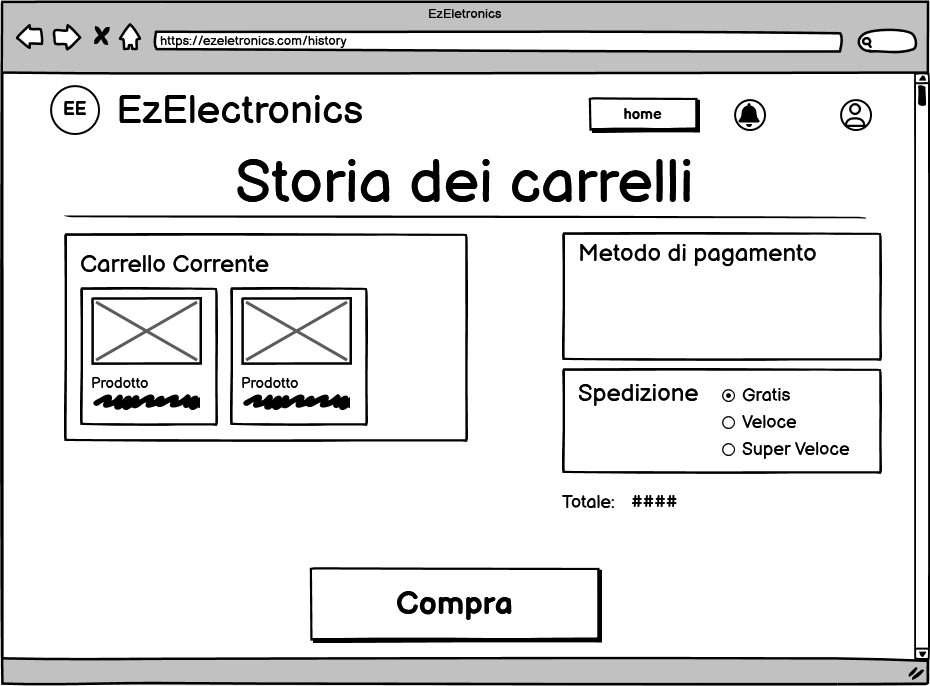 EzEletronics
https://ezeletronics.com/history
EE
EzElectronics
home
Storia dei carrelli
Carrello Corrente
Prodotto
Prodotto
Metodo di pagamento
Spedizione
Gratis
Veloce
Super Veloce
Totale: ####
Compra